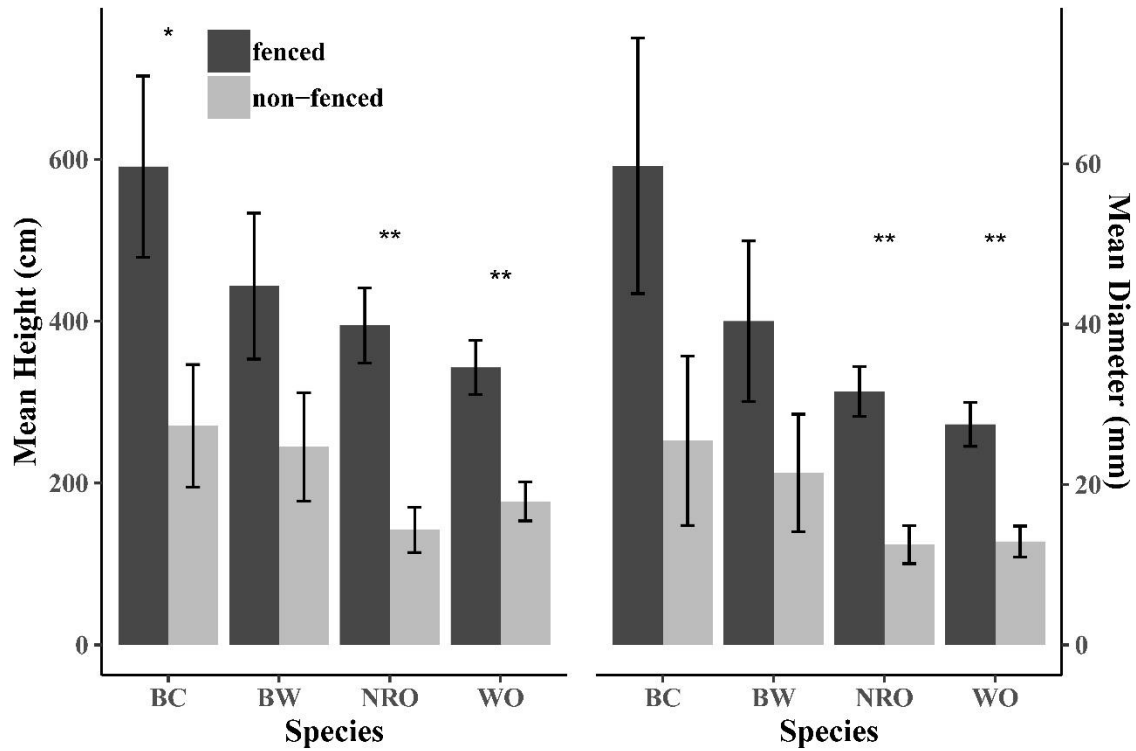 *
fenced
non-fenced
**
**
600
400
200
0
Mean Height (cm)
BC BW NRO WO
Species
**
**
60
40
20
0
Mean Diameter (mm)
BC BW NRO WO
Species